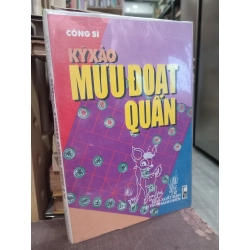 CÔNG SĨ
KỲ XẢO
MƯU ĐOẠT
QUÂN